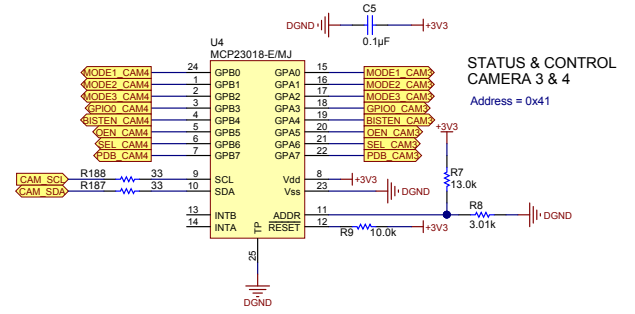 C5
DGND
+3V3
0.1µF
U4
MCP23018-E/MJ
STATUS & CONTROL
CAMERA 3 & 4
Address = 0x41
MODE1_CAM4 24 GPB0 GPA0 15 MODE1_CAM3
MODE2_CAM4 1 GPB1 GPA1 16 MODE2_CAM3
MODE3_CAM4 2 GPB2 GPA2 17 MODE3_CAM3
GPIO0_CAM4 3 GPB3 GPA3 18 GPIO0_CAM3
BISTEN_CAM4 4 GPB4 GPA4 19 BISTEN_CAM3
OEN_CAM4 5 GPB5 GPA5 20 OEN_CAM3
SEL_CAM4 6 GPB6 GPA6 21 SEL_CAM3
PDB_CAM4 7 GPB7 GPA7 22 PDB_CAM3
+3V3
R7
13.0k
CAM_SCL R188 33 9 SCL Vdd 8 +3V3
CAM_SDA R187 33 10 SDA Vss 23 DGND
13 INTB ADDR 11
14 INTA RESET 12
R8
3.01k
DGND
R9 10.0k +3V3
TP
25
DGND